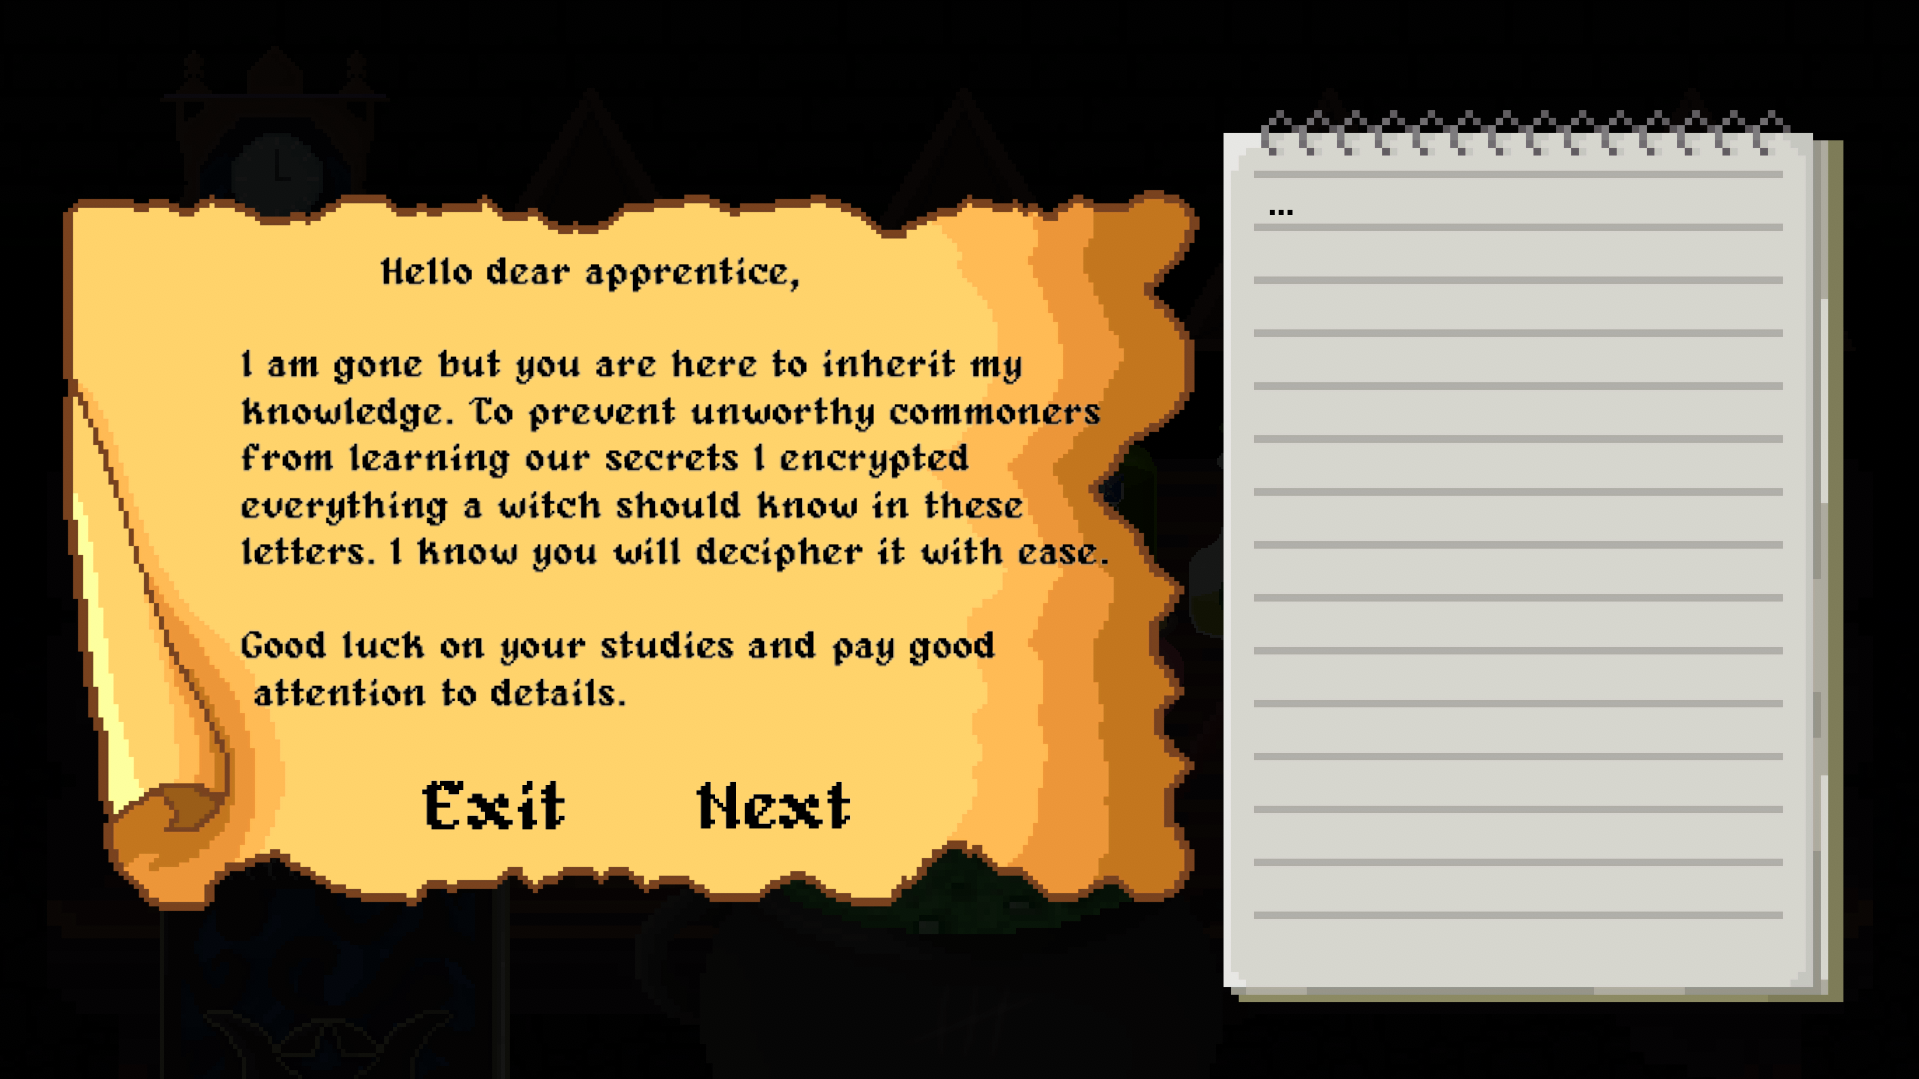 Hello dear apprentice,
I am gone but you are here to inherit my
knowledge. To prevent unworthy commoners
from learning our secrets I encrypted
everything a witch should know in these
letters. I know you will decipher it with ease.
Good luck on your studies and pay good
attention to details.
Exit Next
...